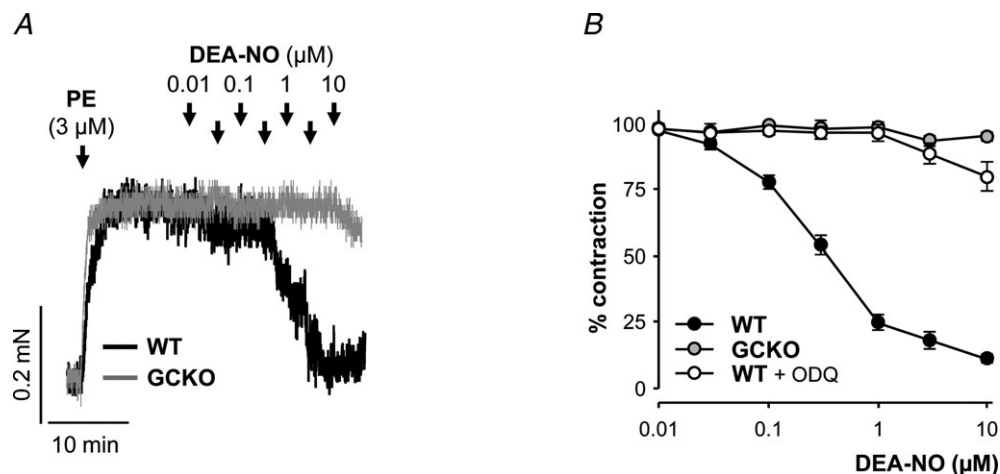 A
DEA-NO (µM)
0.01 0.1 1 10
PE
(3 µM)
0.2 mN
WT
GCKO
10 min
B
% contraction
100
75
50
25
0
WT
GCKO
WT + ODQ
0.01 0.1 1 10
DEA-NO (µM)